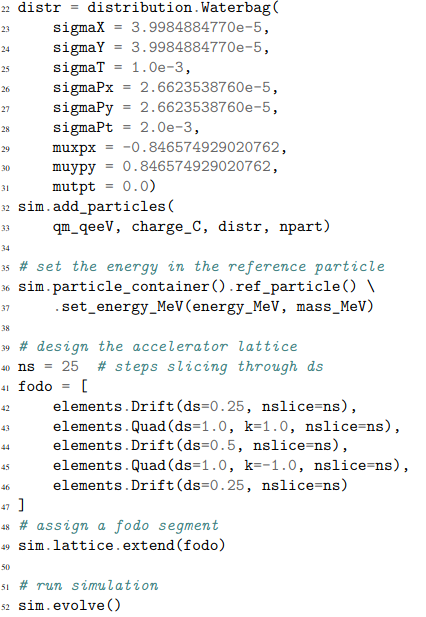 22 distr = distribution.Waterbag(
23     sigmaX = 3.9984884770e-5,
24     sigmaY = 3.9984884770e-5,
25     sigmaT = 1.0e-3,
26     sigmaPx = 2.6623538760e-5,
27     sigmaPy = 2.6623538760e-5,
28     sigmaPt = 2.0e-3,
29     muxpx = -0.846574929020762,
30     muypy = 0.846574929020762,
31     mutpt = 0.0)
32 sim.add_particles(
33     qm_qeeV, charge_C, distr, npart)
34
35 # set the energy in the reference particle
36 sim.particle_container().ref_particle() \
37     .set_energy_MeV(energy_MeV, mass_MeV)
38
39 # design the accelerator lattice
40 ns = 25  # steps slicing through ds
41 fodo = [
42     elements.Drift(ds=0.25, nslice=ns),
43     elements.Quad(ds=1.0, k=1.0, nslice=ns),
44     elements.Drift(ds=0.5, nslice=ns),
45     elements.Quad(ds=1.0, k=-1.0, nslice=ns),
46     elements.Drift(ds=0.25, nslice=ns)
47 ]
48 # assign a fodo segment
49 sim.lattice.extend(fodo)
50
51 # run simulation
52 sim.evolve()